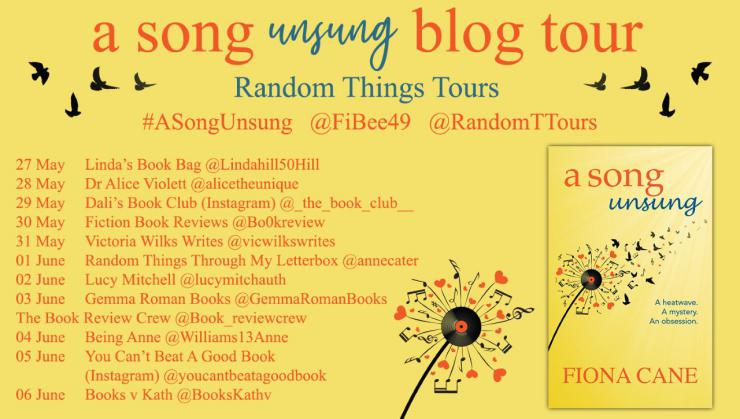 a song unsung blog tour
Random Things Tours
#ASongUnsung @FiBee49 @RandomTTours
27 May Linda's Book Bag @Lindahill50Hill
28 May Dr Alice Violett @alicetheunique
29 May Dali's Book Club (Instagram) @_the_book_club__
30 May Fiction Book Reviews @Bo0kreview
31 May Victoria Wilks Writes @vicwilkswrites
01 June Random Things Through My Letterbox @annecater
02 June Lucy Mitchell @lucymitchauth
03 June Gemma Roman Books @GemmaRomanBooks
The Book Review Crew @Book_reviewcrew
04 June Being Anne @Williams13Anne
05 June You Can't Beat A Good Book
(Instagram) @youcantbeatagoodbook
06 June Books v Kath @BooksKathv
a song
unsung
A heatwave.
A mystery.
An obsession.
FIONA CANE